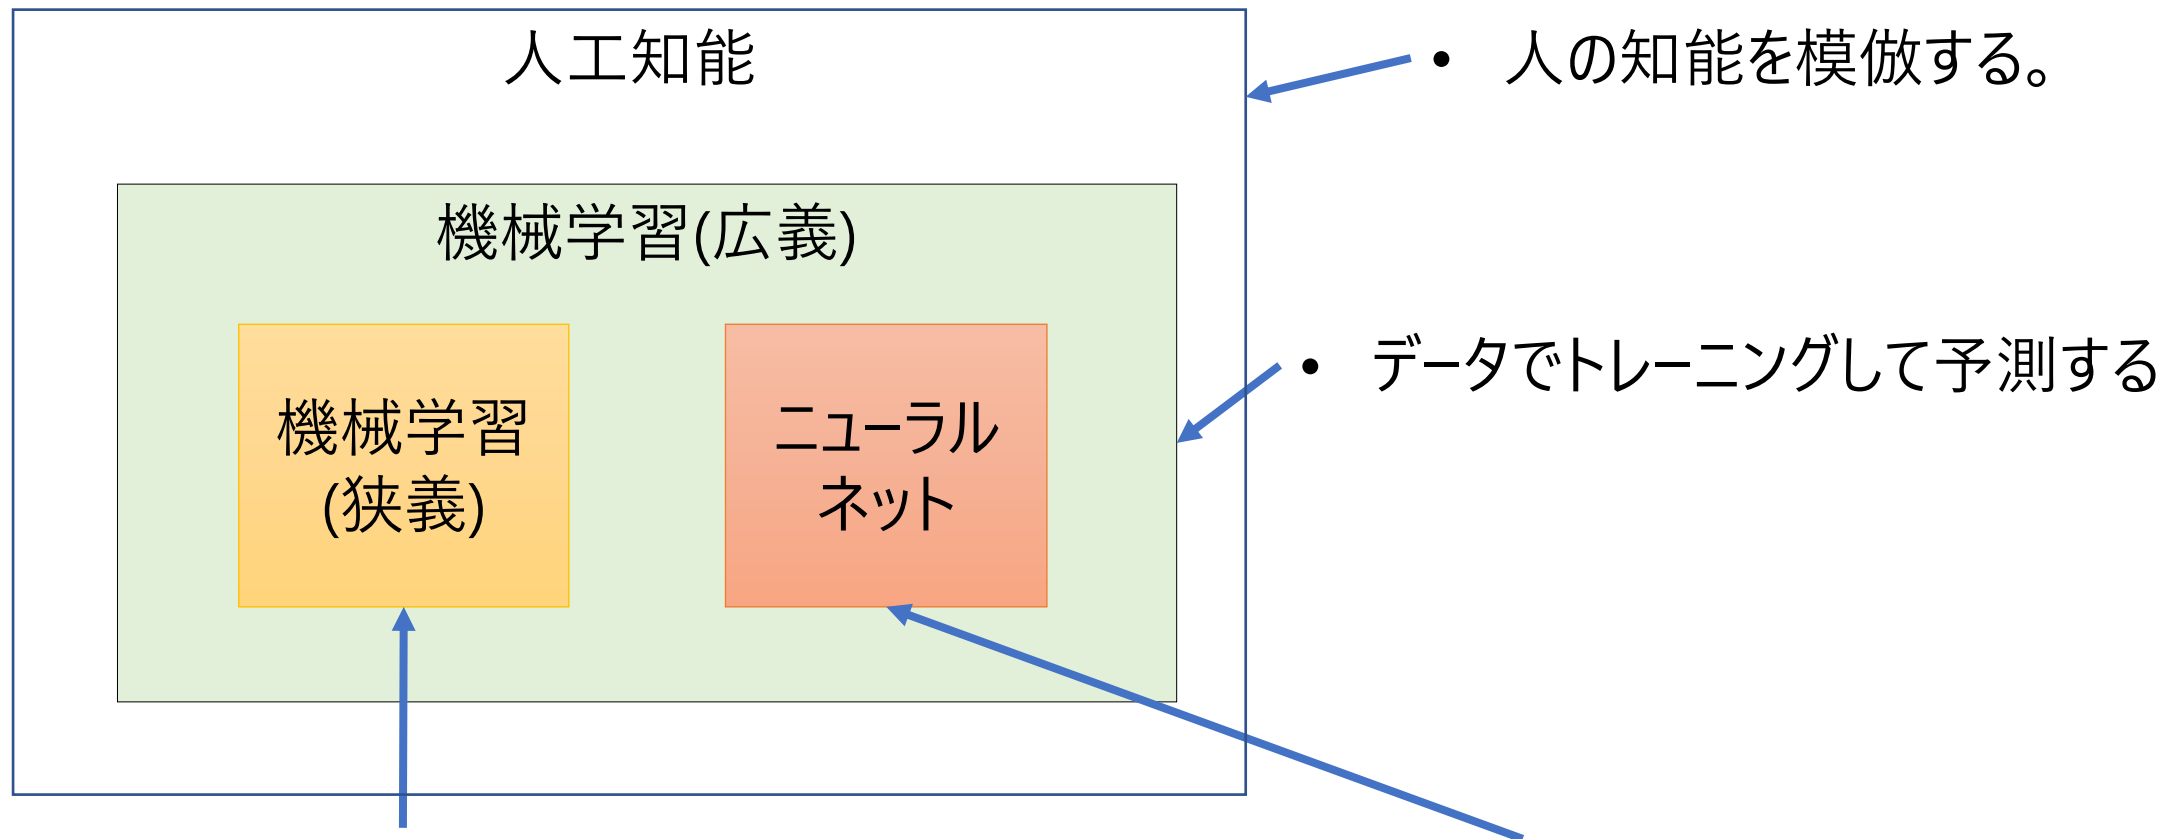 人工知能
• 人の知能を模倣する。
機械学習(広義)
• データでトレーニングして予測する
機械学習
(狭義)
ニューラル
ネット